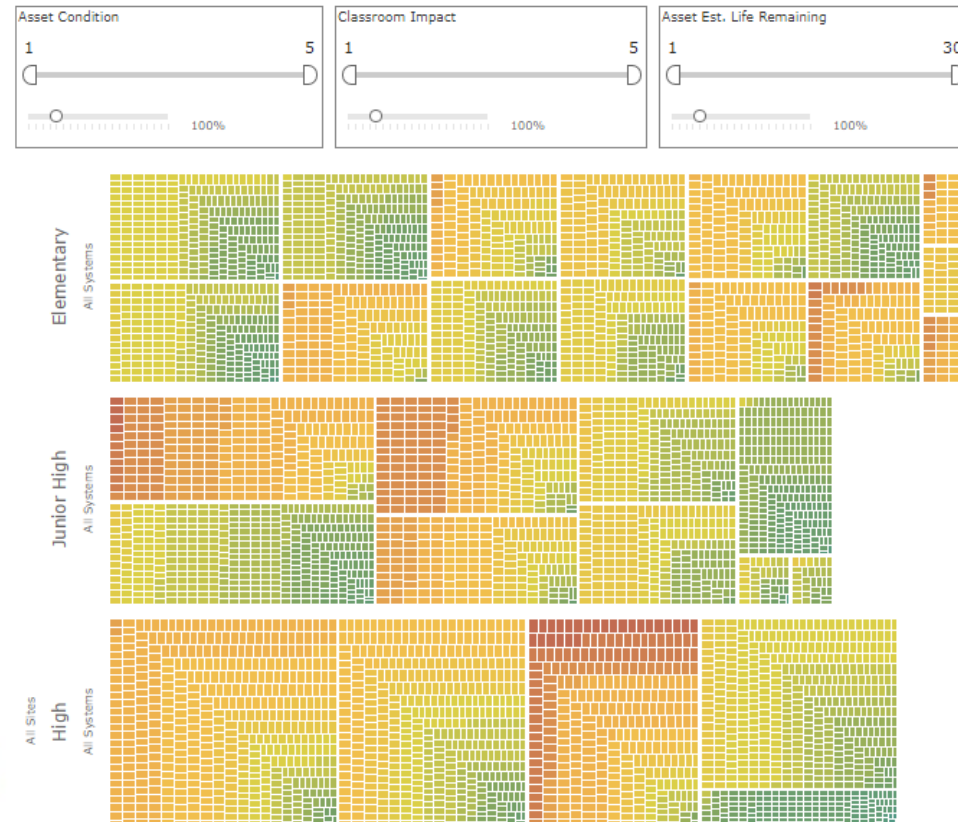 Asset Condition
1 5
100%
Classroom Impact
1 5
100%
Asset Est. Life Remaining
1 30
100%
Elementary
All Systems
Junior High
All Systems
All Sites
High
All Systems